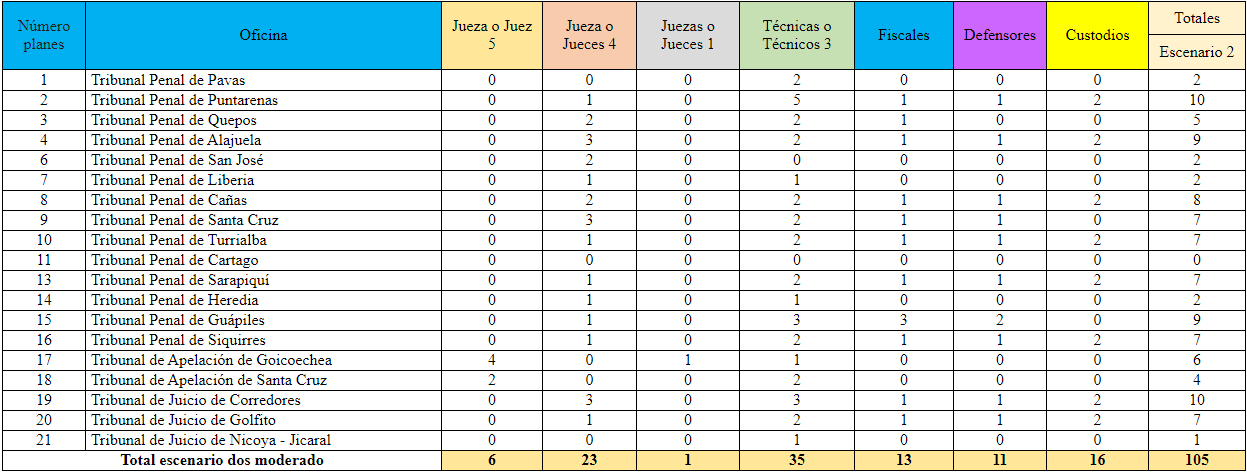 Número planes | Oficina | Jueza o Juez 5 | Jueza o Jueces 4 | Juezas o Jueces 1 | Técnicas o Técnicos 3 | Fiscales | Defensores | Custodios | Totales
Escenario 2
1 | Tribunal Penal de Pavas | 0 | 0 | 0 | 2 | 0 | 0 | 0 | 2
2 | Tribunal Penal de Puntarenas | 0 | 1 | 0 | 5 | 1 | 1 | 2 | 10
3 | Tribunal Penal de Quepos | 0 | 2 | 0 | 2 | 1 | 0 | 0 | 5
4 | Tribunal Penal de Alajuela | 0 | 3 | 0 | 2 | 1 | 1 | 2 | 9
6 | Tribunal Penal de San José | 0 | 2 | 0 | 0 | 0 | 0 | 0 | 2
7 | Tribunal Penal de Liberia | 0 | 1 | 0 | 1 | 0 | 0 | 0 | 2
8 | Tribunal Penal de Cañas | 0 | 2 | 0 | 2 | 1 | 1 | 2 | 8
9 | Tribunal Penal de Santa Cruz | 0 | 3 | 0 | 2 | 1 | 1 | 0 | 7
10 | Tribunal Penal de Turrialba | 0 | 1 | 0 | 2 | 1 | 1 | 2 | 7
11 | Tribunal Penal de Cartago | 0 | 0 | 0 | 0 | 0 | 0 | 0 | 0
13 | Tribunal Penal de Sarapiquí | 0 | 1 | 0 | 2 | 1 | 1 | 2 | 7
14 | Tribunal Penal de Heredia | 0 | 1 | 0 | 1 | 0 | 0 | 0 | 2
15 | Tribunal Penal de Guápiles | 0 | 1 | 0 | 3 | 3 | 2 | 0 | 9
16 | Tribunal Penal de Siquirres | 0 | 1 | 0 | 2 | 1 | 1 | 2 | 7
17 | Tribunal de Apelación de Goicoechea | 4 | 0 | 1 | 1 | 0 | 0 | 0 | 6
18 | Tribunal de Apelación de Santa Cruz | 2 | 0 | 0 | 2 | 0 | 0 | 0 | 4
19 | Tribunal de Juicio de Corredores | 0 | 3 | 0 | 3 | 1 | 1 | 2 | 10
20 | Tribunal de Juicio de Golfito | 0 | 1 | 0 | 2 | 1 | 1 | 2 | 7
21 | Tribunal de Juicio de Nicoya - Jicaral | 0 | 0 | 0 | 1 | 0 | 0 | 0 | 1
Total escenario dos moderado | 6 | 23 | 1 | 35 | 13 | 11 | 16 | 105